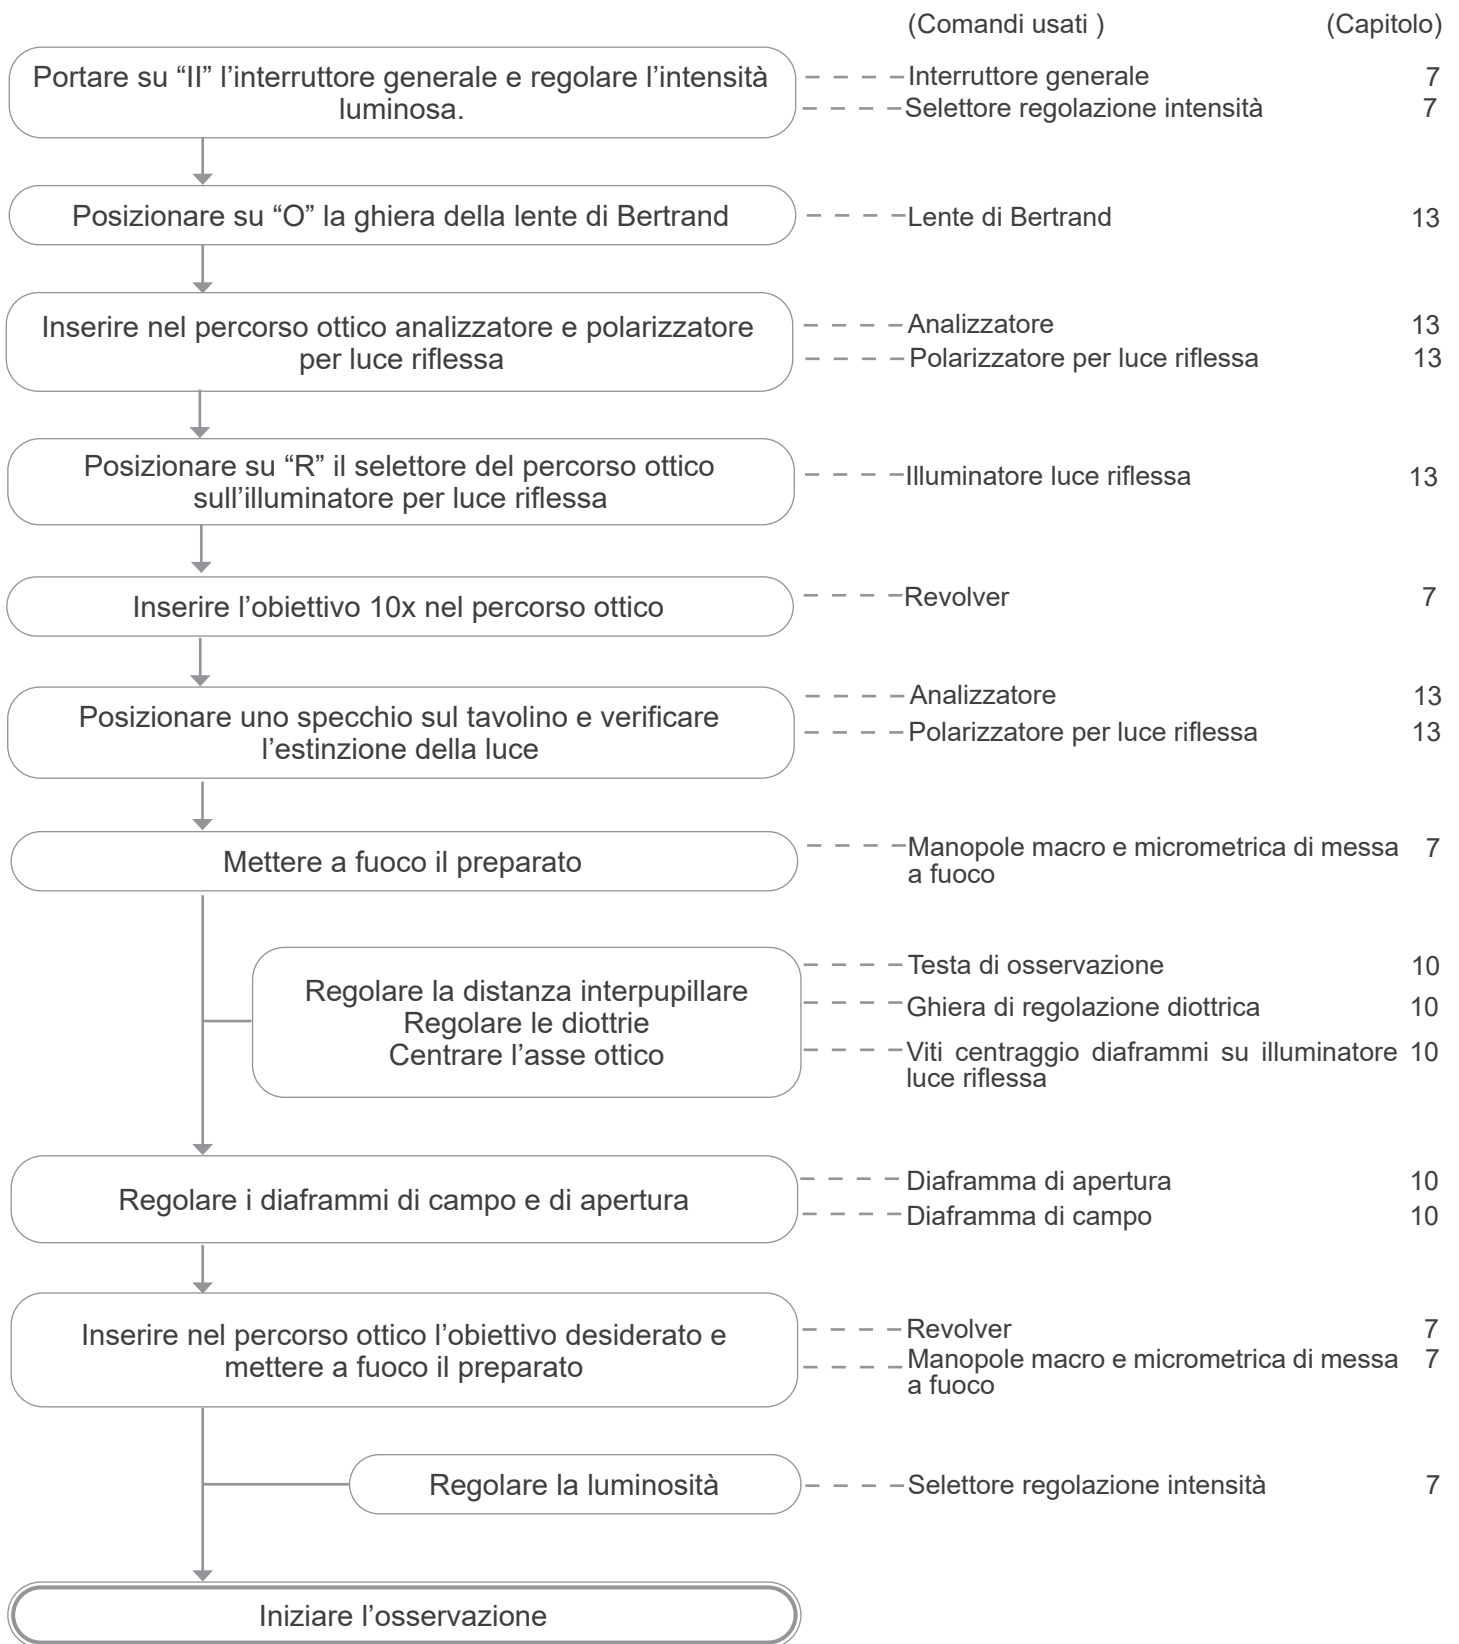 (Comandi usati ) (Capitolo)
Portare su “II” l’interruttore generale e regolare l’intensità
luminosa.
Interruttore generale 7
Selettore regolazione intensità 7
Posizionare su “O” la ghiera della lente di Bertrand
Lente di Bertrand 13
Inserire nel percorso ottico analizzatore e polarizzatore
per luce riflessa
Analizzatore 13
Polarizzatore per luce riflessa 13
Posizionare su “R” il selettore del percorso ottico
sull’illuminatore per luce riflessa
Illuminatore luce riflessa 13
Inserire l’obiettivo 10x nel percorso ottico
Revolver 7
Posizionare uno specchio sul tavolino e verificare
l’estinzione della luce
Analizzatore 13
Polarizzatore per luce riflessa 13
Mettere a fuoco il preparato
Manopole macro e micrometrica di messa 7
a fuoco
Regolare la distanza interpupillare
Regolare le diottrie
Centrare l’asse ottico
Testa di osservazione 10
Ghiera di regolazione diottrica 10
Viti centraggio diaframmi su illuminatore 10
luce riflessa
Regolare i diaframmi di campo e di apertura
Diaframma di apertura 10
Diaframma di campo 10
Inserire nel percorso ottico l’obiettivo desiderato e
mettere a fuoco il preparato
Revolver 7
Manopole macro e micrometrica di messa 7
a fuoco
Regolare la luminosità
Selettore regolazione intensità 7
Iniziare l’osservazione